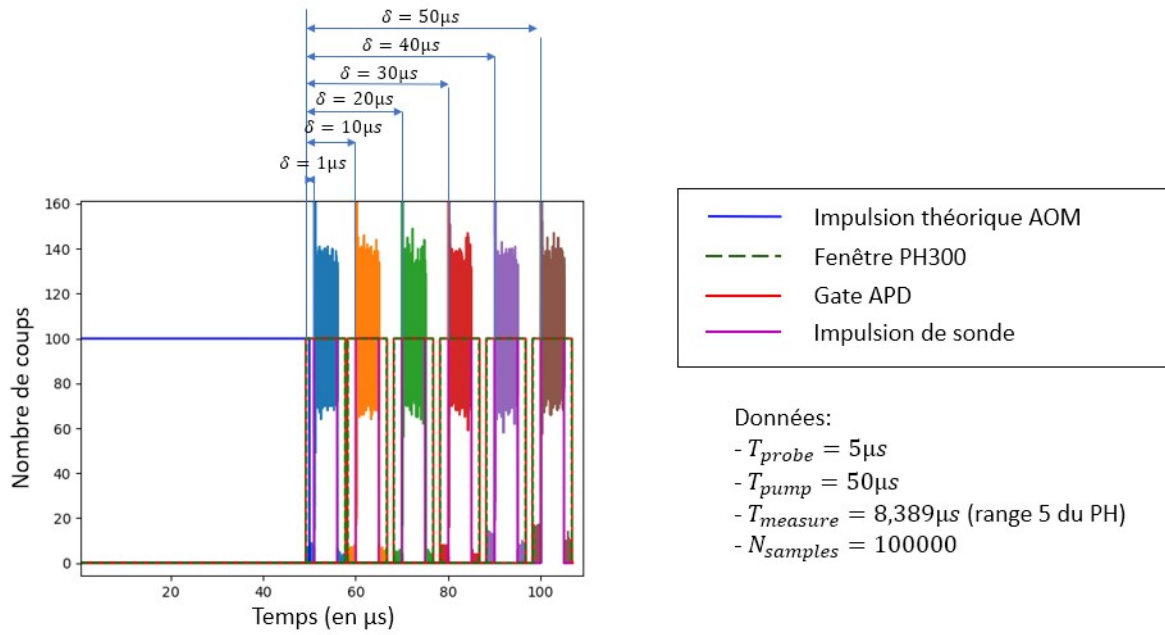 δ = 50μs
δ = 40μs
δ = 30μs
δ = 20μs
δ = 10μs
δ = 1μs
Nombre de coups
160
140
120
100
80
60
40
20
0
20 40 60 80 100
Temps (en μs)
Impulsion théorique AOM
Fenêtre PH300
Gate APD
Impulsion de sonde
Données:
- T_probe = 5μs
- T_pump = 50μs
- T_measure = 8,389μs (range 5 du PH)
- N_samples = 100000